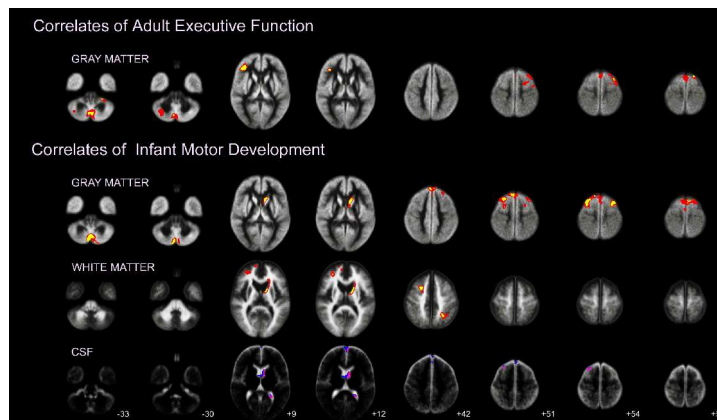 Correlates of Adult Executive Function
GRAY MATTER
Correlates of Infant Motor Development
GRAY MATTER
WHITE MATTER
CSF
-33 -30 +9 +12 +42 +51 +54